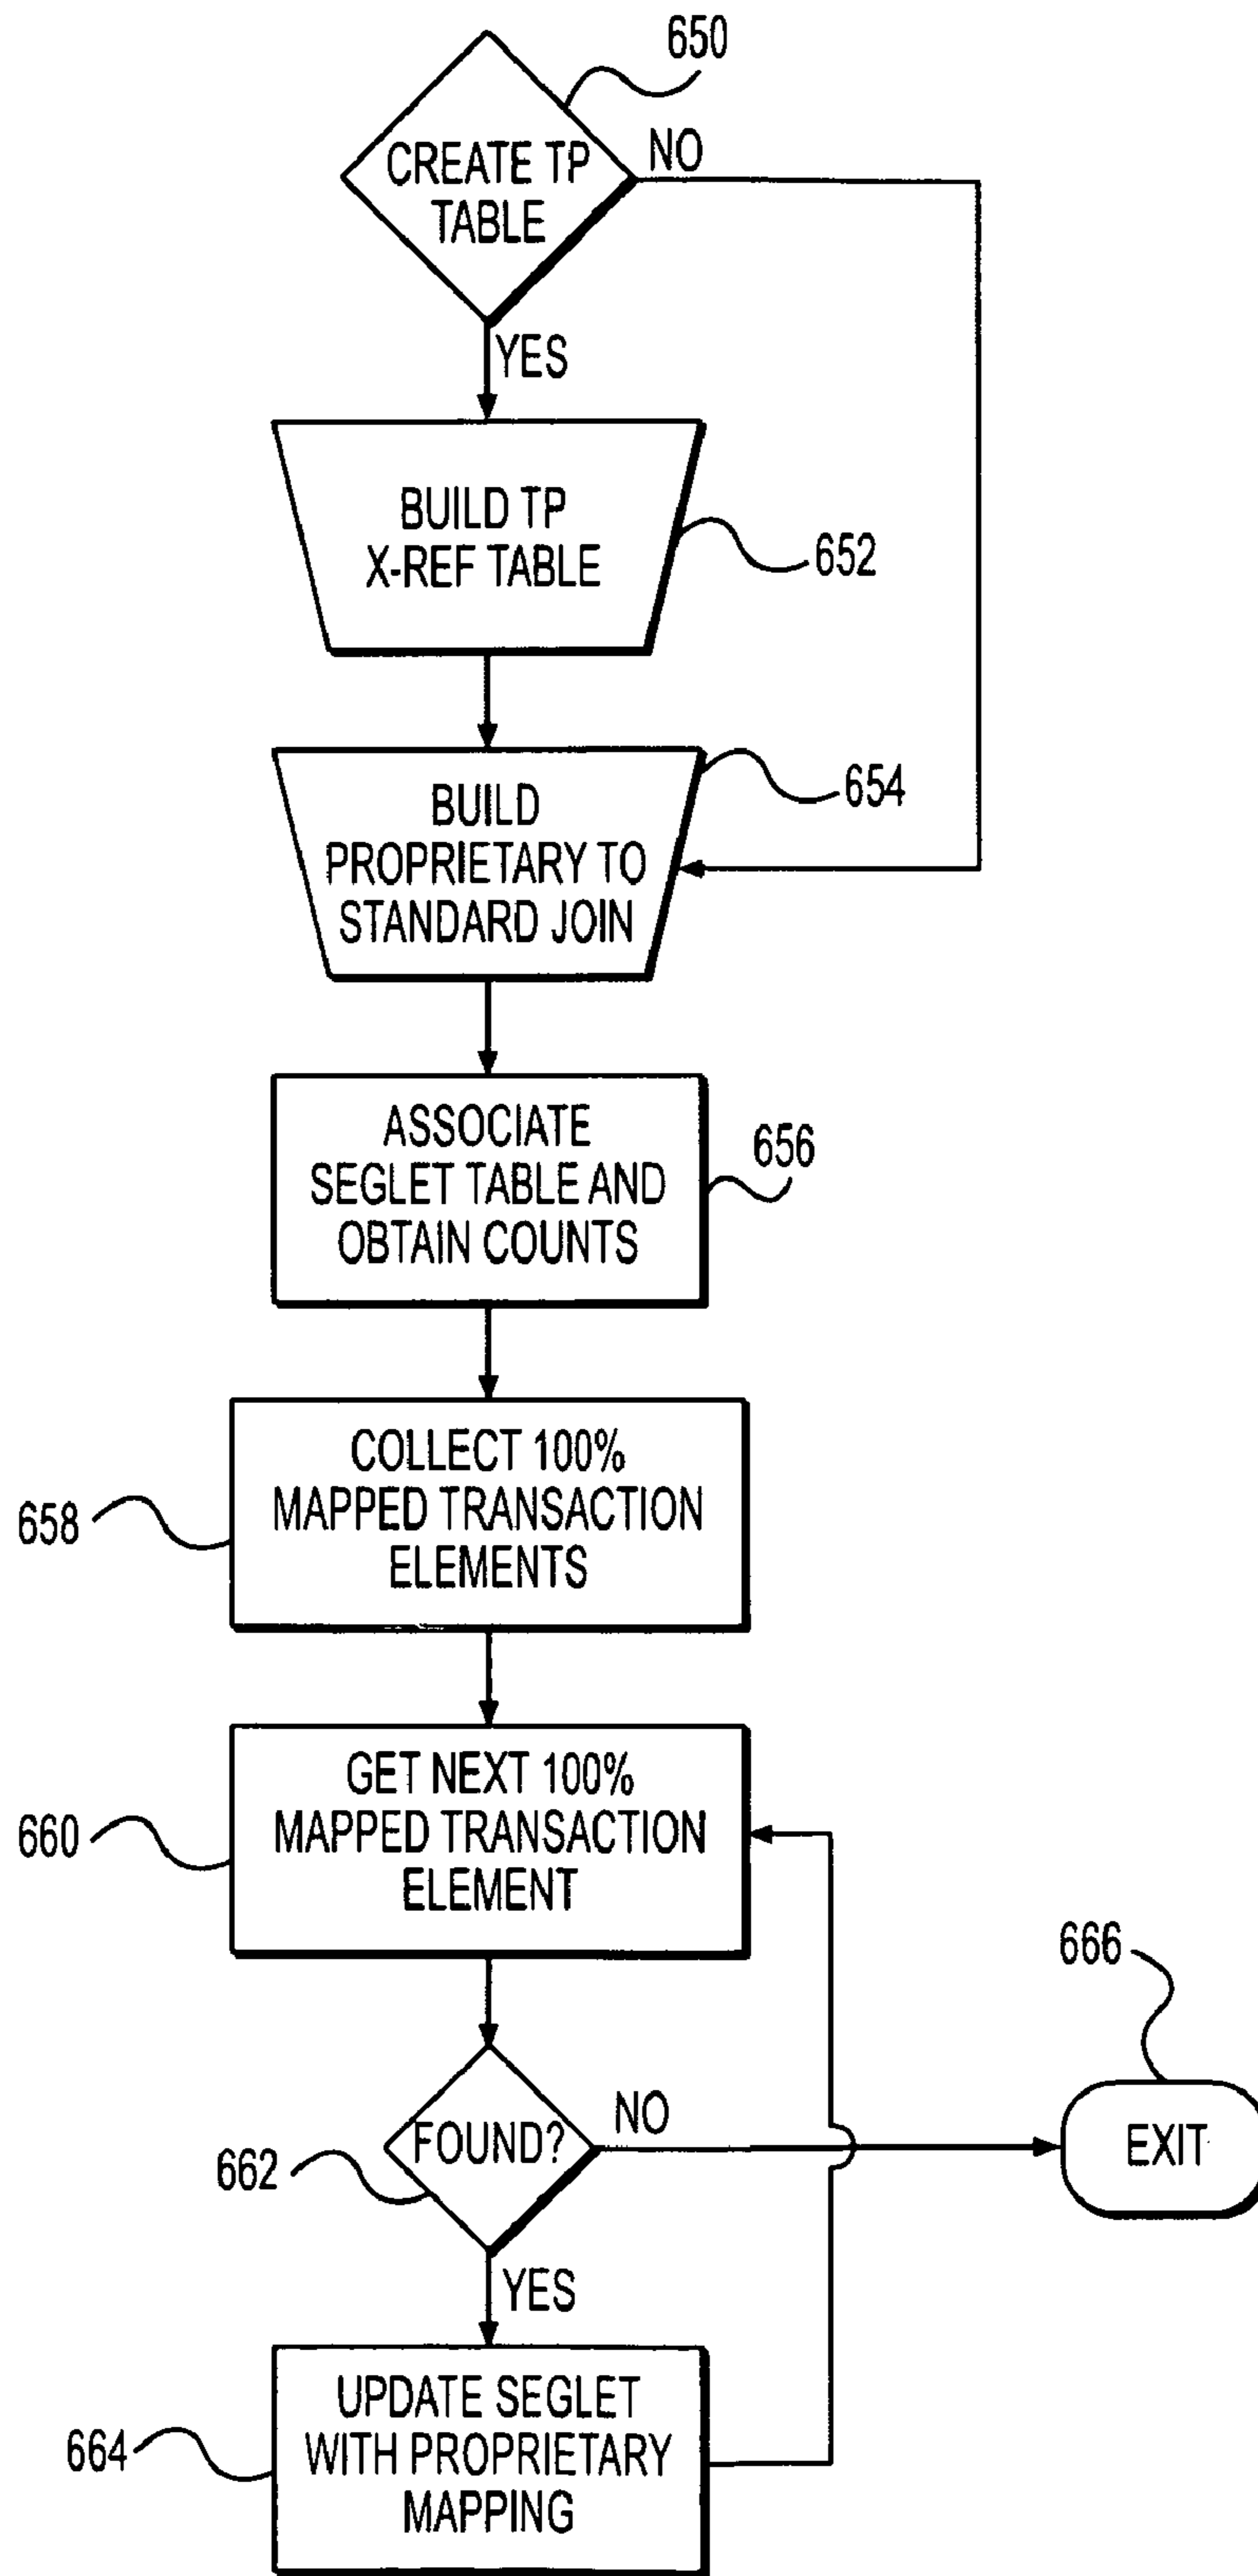 650
CREATE TP
TABLE
NO
YES
BUILD TP
X-REF TABLE
652
654
BUILD
PROPRIETARY TO
STANDARD JOIN
ASSOCIATE
SEGLET TABLE AND
OBTAIN COUNTS
656
COLLECT 100%
MAPPED TRANSACTION
ELEMENTS
658
GET NEXT 100%
MAPPED TRANSACTION
ELEMENT
660
666
FOUND?
NO
EXIT
662
YES
UPDATE SEGLET
WITH PROPRIETARY
MAPPING
664